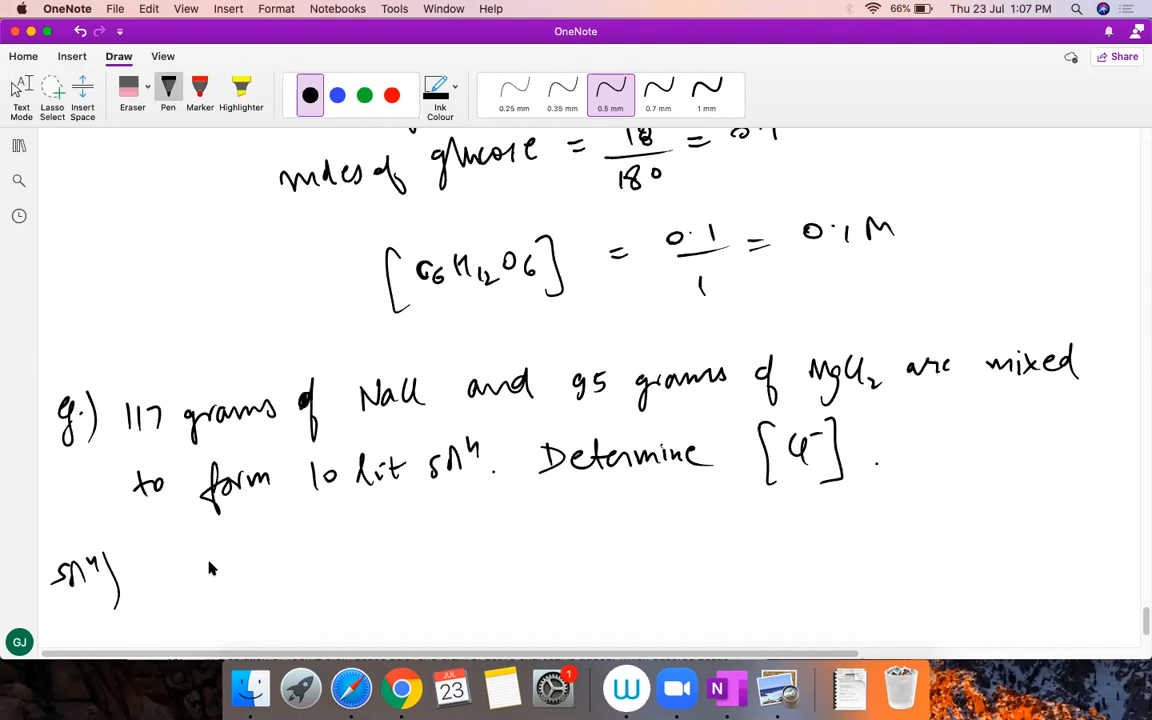 OneNote File Edit View Insert Format Notebooks Tools Window Help 66% Thu 23 Jul 1:07 PM
OneNote
Home Insert Draw View Share
Text Mode Lasso Select Insert Space Eraser Pen Marker Highlighter Ink Colour 0.25 mm 0.35 mm 0.5 mm 0.7 mm 1 mm
moles of glucose = 18/180 = 0.1
[C6H12O6] = 0.1/1 = 0.1 M
g.) 117 grams of NaCl and 95 grams of MgCl2 are mixed
to form 10 lit solⁿ. Determine [Cl⁻].
solⁿ)
GJ
JUL 23 1 W N